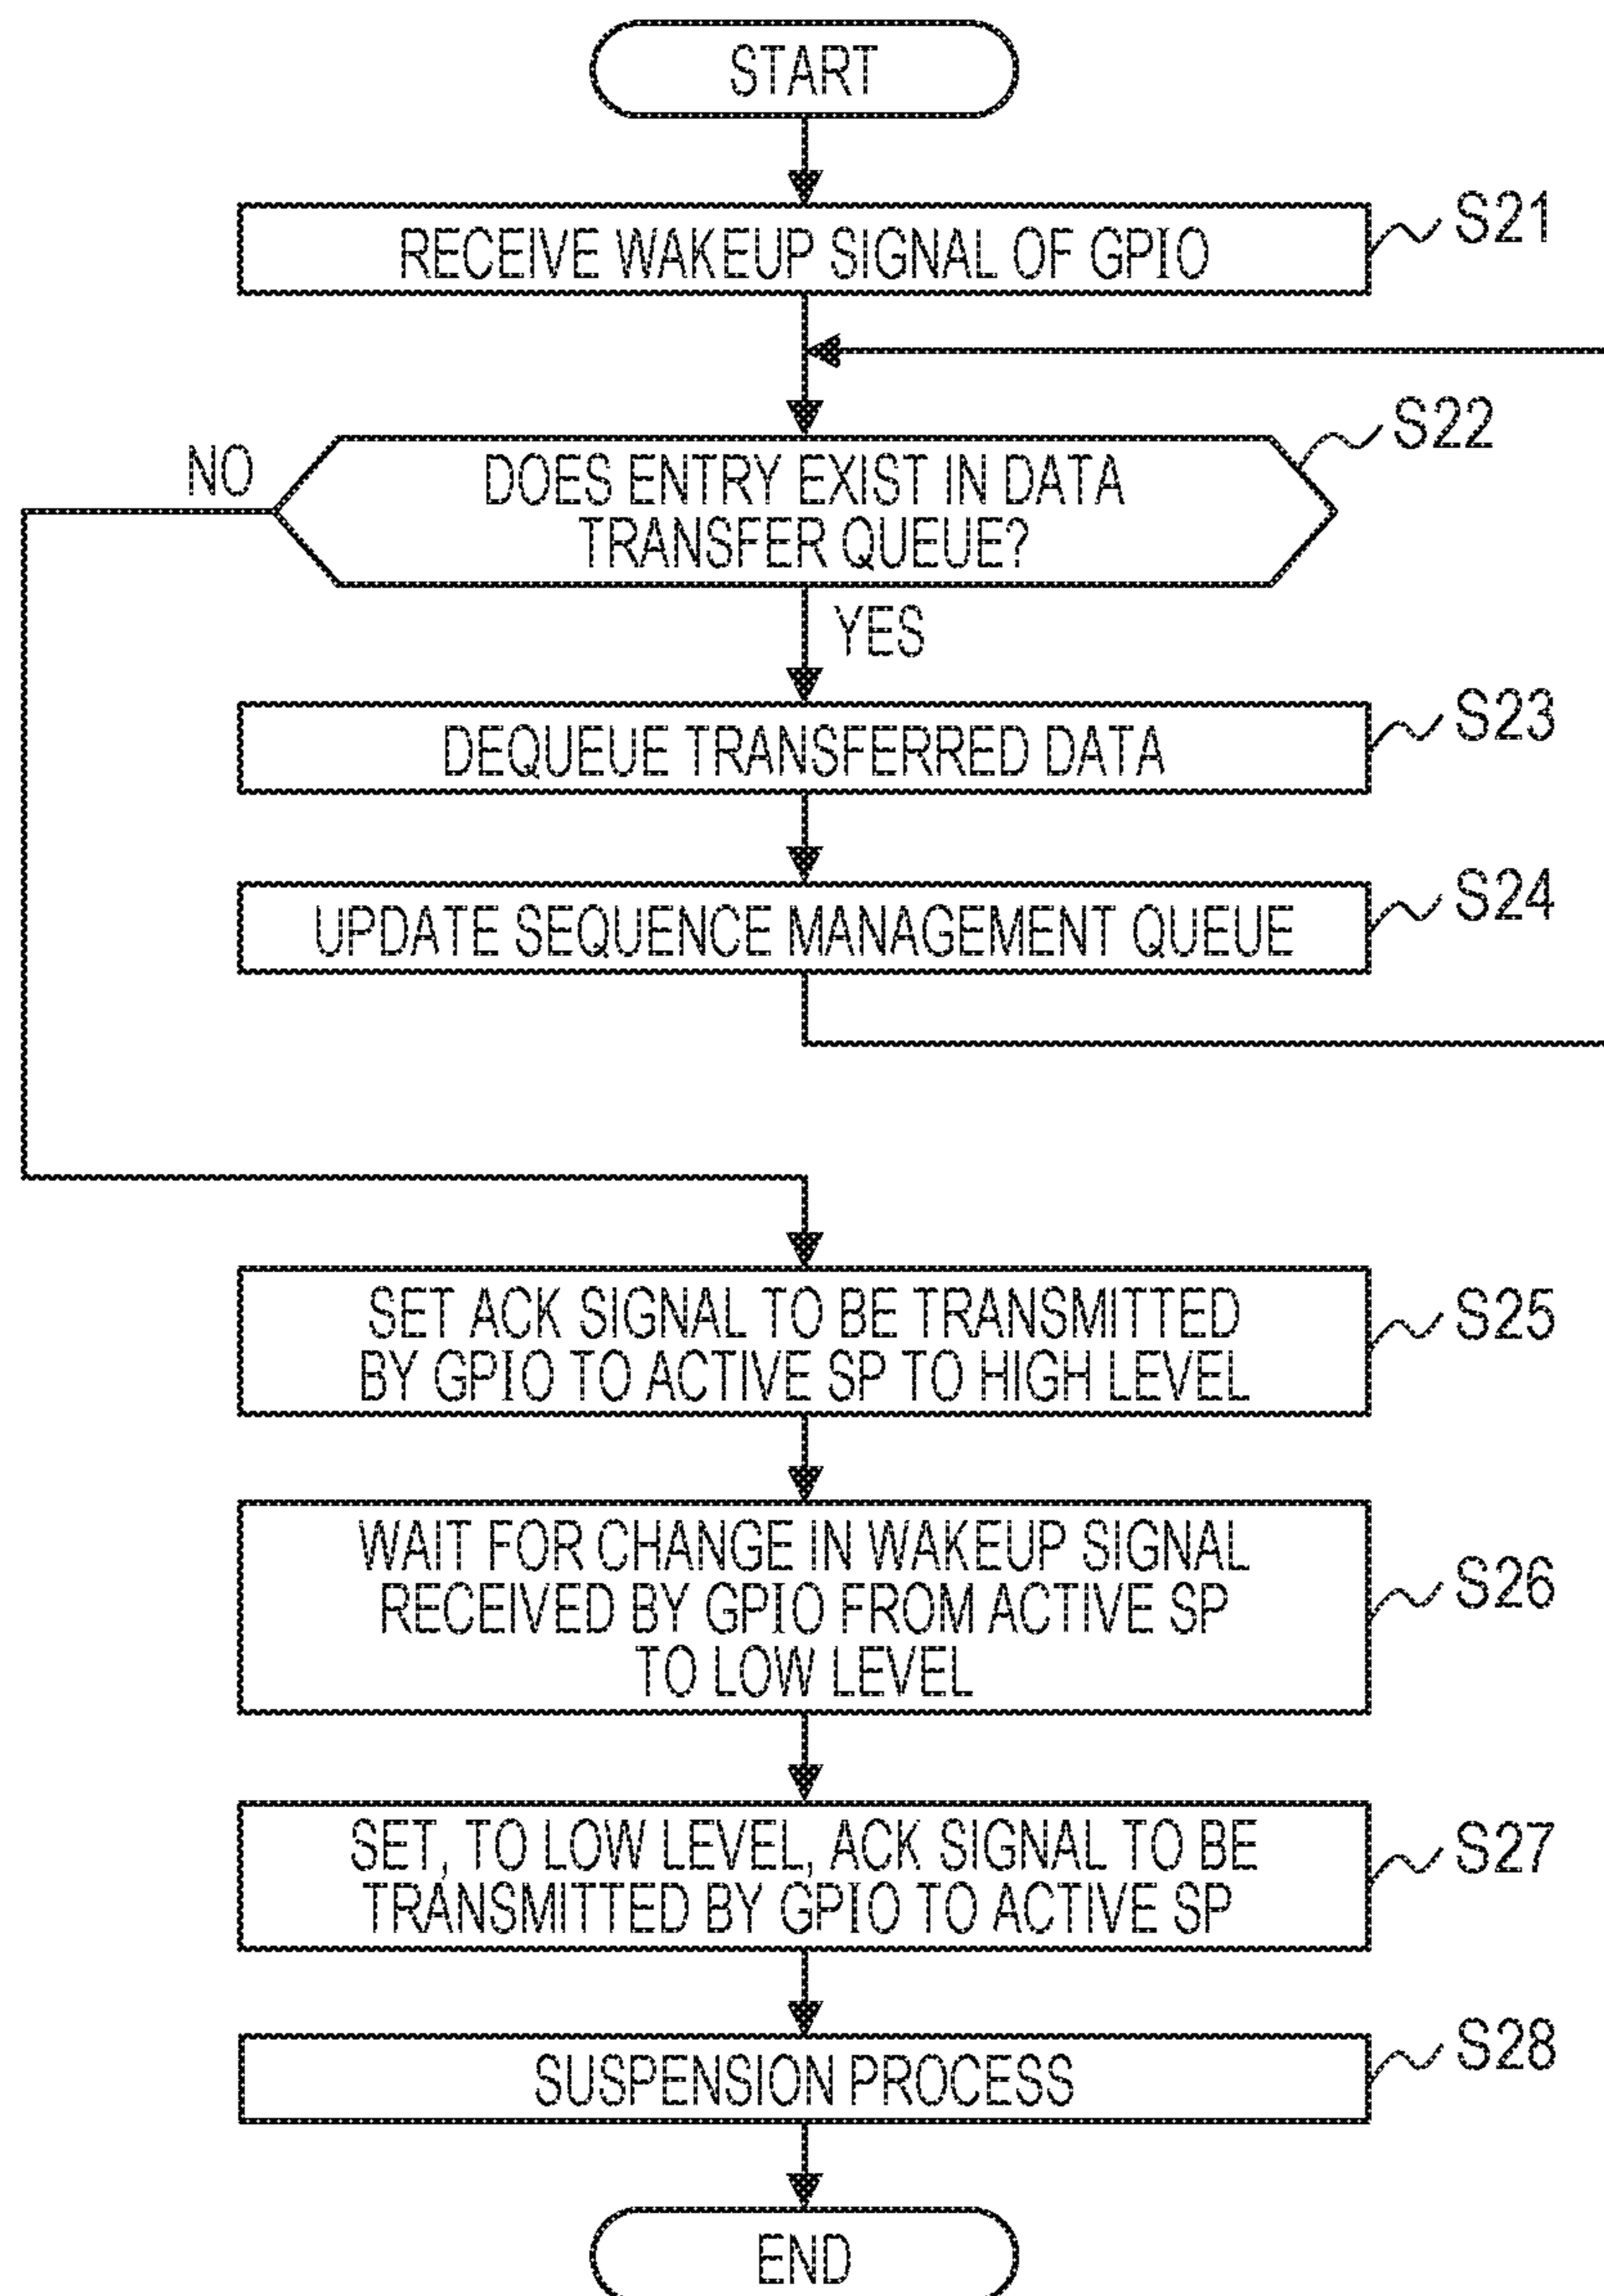 START
RECEIVE WAKEUP SIGNAL OF GPIO
S21
DOES ENTRY EXIST IN DATA
TRANSFER QUEUE?
S22
NO
YES
DEQUEUE TRANSFERRED DATA
S23
UPDATE SEQUENCE MANAGEMENT QUEUE
S24
SET ACK SIGNAL TO BE TRANSMITTED
BY GPIO TO ACTIVE SP TO HIGH LEVEL
S25
WAIT FOR CHANGE IN WAKEUP SIGNAL
RECEIVED BY GPIO FROM ACTIVE SP
TO LOW LEVEL
S26
SET, TO LOW LEVEL, ACK SIGNAL TO BE
TRANSMITTED BY GPIO TO ACTIVE SP
S27
SUSPENSION PROCESS
S28
END